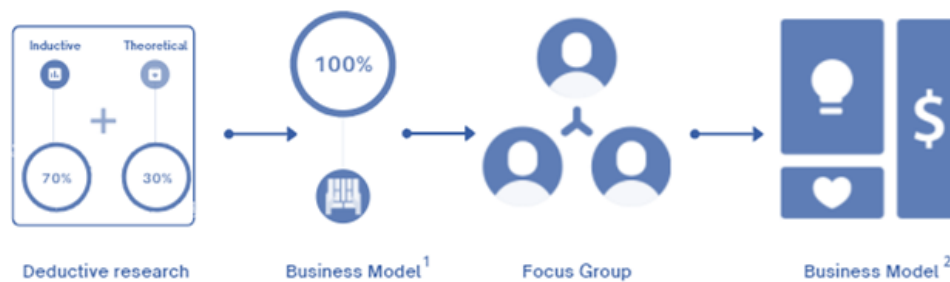 Inductive
Theoretical
70%
30%
Deductive research
100%
Business Model¹
Focus Group
$
Business Model²